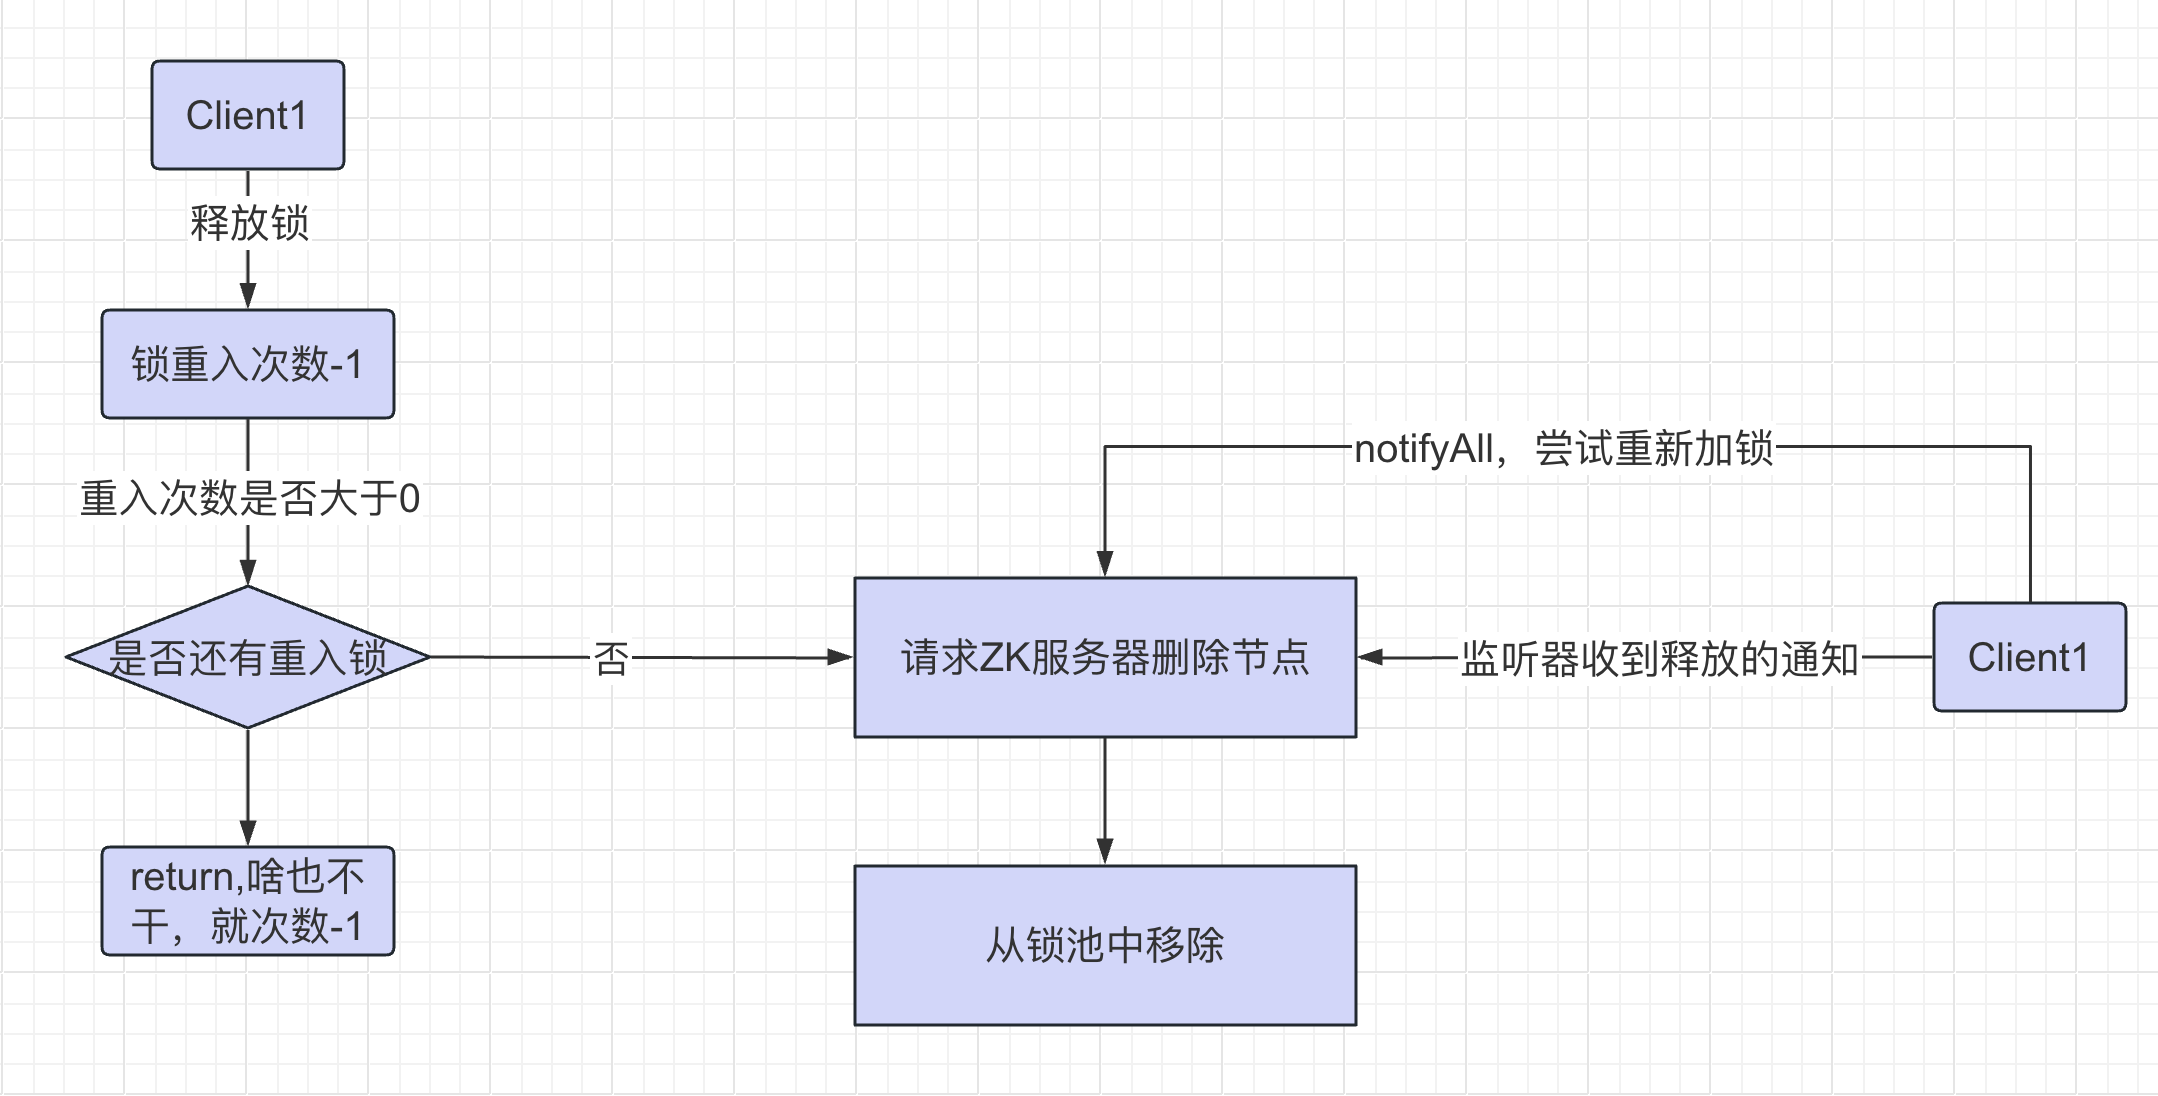 Client1
释放锁
锁重入次数-1
重入次数是否大于0
是否还有重入锁
否
return,啥也不
干，就次数-1
notifyAll，尝试重新加锁
请求ZK服务器删除节点
监听器收到释放的通知
Client1
从锁池中移除